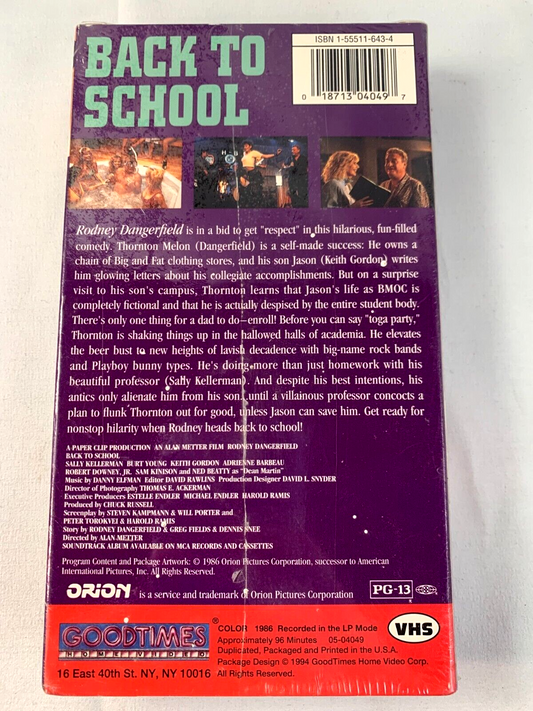 BACK TO
SCHOOL
ISBN 1-55511-643-4
0 18713 04049 7
Rodney Dangerfield is in a bid to get "respect" in this hilarious, fun-filled
comedy. Thornton Melon (Dangerfield) is a self-made success: He owns a
chain of Big and Fat clothing stores, and his son Jason (Keith Gordon) writes
him glowing letters about his collegiate accomplishments. But on a surprise
visit to his son's campus, Thornton learns that Jason's life as BMOC is
completely fictional and that he is actually despised by the entire student body.
There's only one thing for a dad to do—enroll! Before you can say "toga party,"
Thornton is shaking things up in the hallowed halls of academia. He elevates
the beer bust to new heights of lavish decadence with big-name rock bands
and Playboy bunny types. He's doing more than just homework with his
beautiful professor (Sally Kellerman). And despite his best intentions, his
antics only alienate him from his son...until a villainous professor concocts a
plan to flunk Thornton out for good, unless Jason can save him. Get ready for
nonstop hilarity when Rodney heads back to school!
A PAPER CLIP PRODUCTION AN ALAN METTER FILM RODNEY DANGERFIELD
BACK TO SCHOOL
SALLY KELLERMAN BURT YOUNG KEITH GORDON ADRIENNE BARBEAU
ROBERT DOWNEY, JR. SAM KINISON and NED BEATTY as "Dean Martin"
Music by DANNY ELFMAN Editor DAVID RAWLINS Production Designer DAVID L. SNYDER
Director of Photography THOMAS E. ACKERMAN
Executive Producers ESTELLE ENDLER MICHAEL ENDLER HAROLD RAMIS
Produced by CHUCK RUSSELL
Screenplay by STEVEN KAMPMANN & WILL PORTER and
PETER TOROKVEI & HAROLD RAMIS
Story by RODNEY DANGERFIELD & GREG FIELDS & DENNIS SNEE
Directed by ALAN METTER
SOUNDTRACK ALBUM AVAILABLE ON MCA RECORDS AND CASSETTES
Program Content and Package Artwork: © 1986 Orion Pictures Corporation, successor to American
International Pictures, Inc. All Rights Reserved.
ORION is a service and trademark of Orion Pictures Corporation
PG-13
GOODTIMES®
HOME VIDEO
16 East 40th St. NY, NY 10016
COLOR 1986 Recorded in the LP Mode
Approximately 96 Minutes 05-04049
Duplicated, Packaged and Printed in the U.S.A.
Package Design © 1994 GoodTimes Home Video Corp.
All Rights Reserved.
VHS